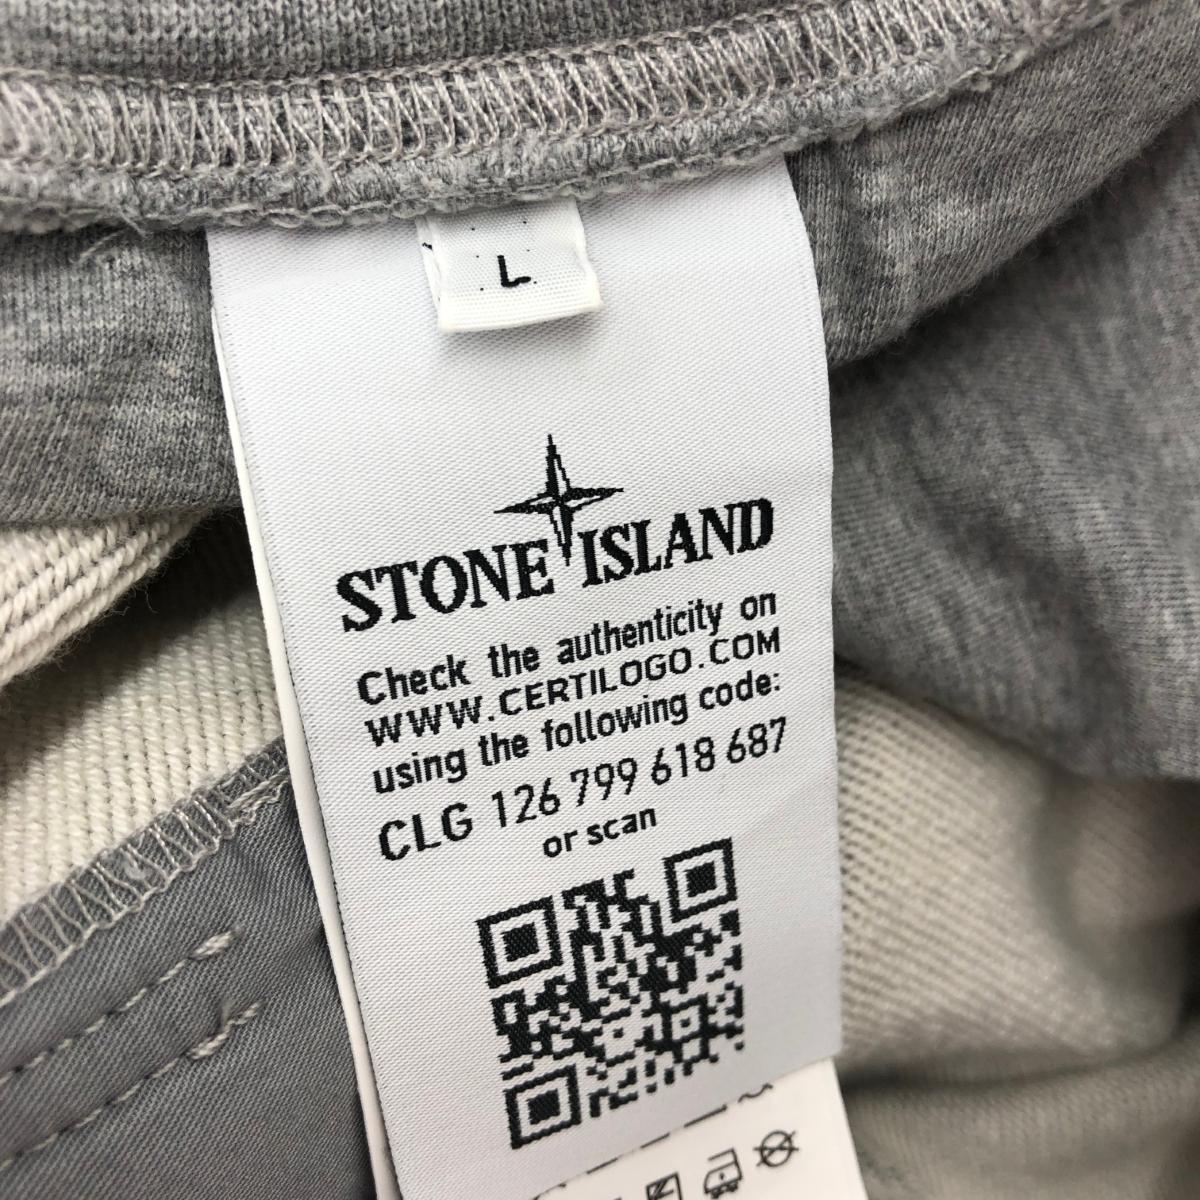 L
STONE ISLAND
Check the authenticity on
WWW.CERTILOGO.COM
using the following code:
CLG 126 799 618 687
or scan